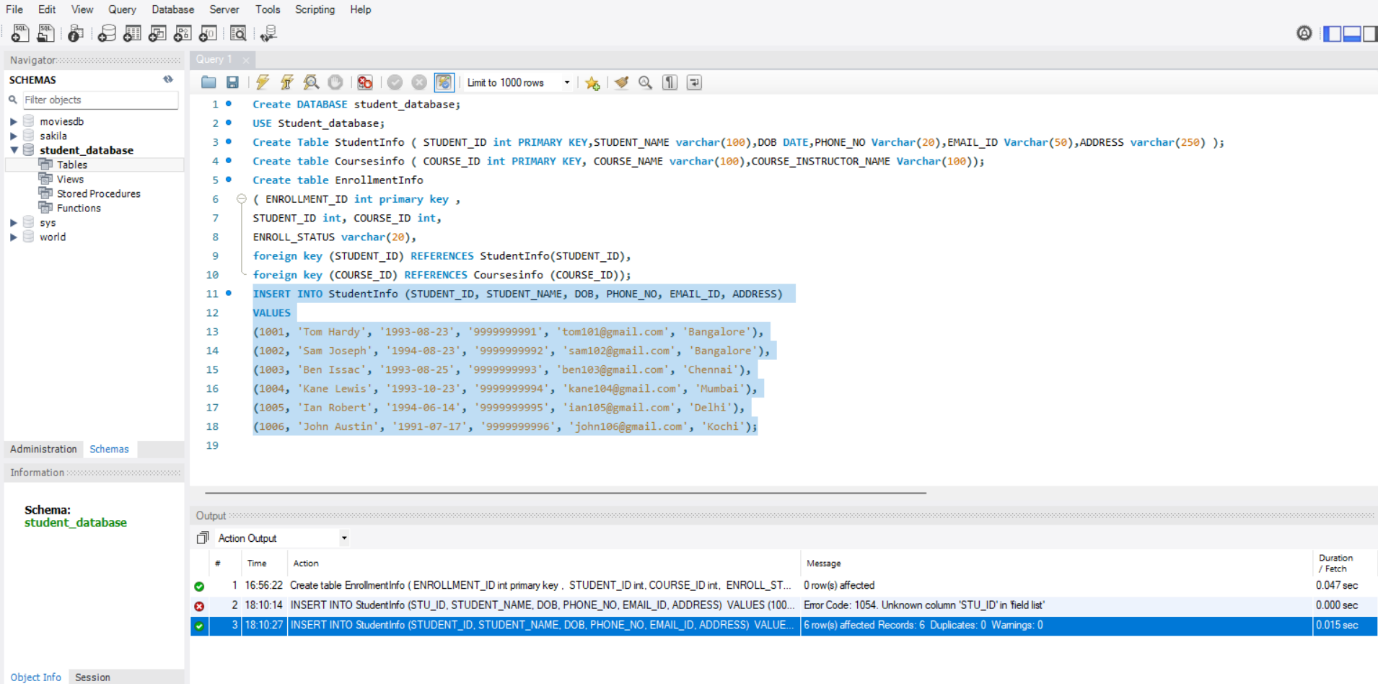 File Edit View Query Database Server Tools Scripting Help
Navigator
SCHEMAS
Filter objects
moviesdb
sakila
student_database
Tables
Views
Stored Procedures
Functions
sys
world
Administration Schemas
Information
Schema:
student_database
Object Info Session
Query 1
Limit to 1000 rows
1 Create DATABASE student_database;
2 USE Student_database;
3 Create Table StudentInfo ( STUDENT_ID int PRIMARY KEY,STUDENT_NAME varchar(100),DOB DATE,PHONE_NO Varchar(20),EMAIL_ID Varchar(50),ADDRESS varchar(250) );
4 Create table Coursesinfo ( COURSE_ID int PRIMARY KEY, COURSE_NAME varchar(100),COURSE_INSTRUCTOR_NAME Varchar(100));
5 Create table EnrollmentInfo
6 ( ENROLLMENT_ID int primary key ,
7 STUDENT_ID int, COURSE_ID int,
8 ENROLL_STATUS varchar(20),
9 foreign key (STUDENT_ID) REFERENCES StudentInfo(STUDENT_ID),
10 foreign key (COURSE_ID) REFERENCES Coursesinfo (COURSE_ID));
11 INSERT INTO StudentInfo (STUDENT_ID, STUDENT_NAME, DOB, PHONE_NO, EMAIL_ID, ADDRESS)
12 VALUES
13 (1001, 'Tom Hardy', '1993-08-23', '9999999991', 'tom101@gmail.com', 'Bangalore'),
14 (1002, 'Sam Joseph', '1994-08-23', '9999999992', 'sam102@gmail.com', 'Bangalore'),
15 (1003, 'Ben Issac', '1993-08-25', '9999999993', 'ben103@gmail.com', 'Chennai'),
16 (1004, 'Kane Lewis', '1993-10-23', '9999999994', 'kane104@gmail.com', 'Mumbai'),
17 (1005, 'Ian Robert', '1994-06-14', '9999999995', 'ian105@gmail.com', 'Delhi'),
18 (1006, 'John Austin', '1991-07-17', '9999999996', 'john106@gmail.com', 'Kochi');
19
Output
Action Output
# Time Action Message Duration / Fetch
1 16:56:22 Create table EnrollmentInfo ( ENROLLMENT_ID int primary key , STUDENT_ID int, COURSE_ID int, ENROLL_ST... 0 row(s) affected 0.047 sec
2 18:10:14 INSERT INTO StudentInfo (STU_ID, STUDENT_NAME, DOB, PHONE_NO, EMAIL_ID, ADDRESS) VALUES (100... Error Code: 1054. Unknown column 'STU_ID' in 'field list' 0.000 sec
3 18:10:27 INSERT INTO StudentInfo (STUDENT_ID, STUDENT_NAME, DOB, PHONE_NO, EMAIL_ID, ADDRESS) VALUE... 6 row(s) affected Records: 6 Duplicates: 0 Warnings: 0 0.015 sec